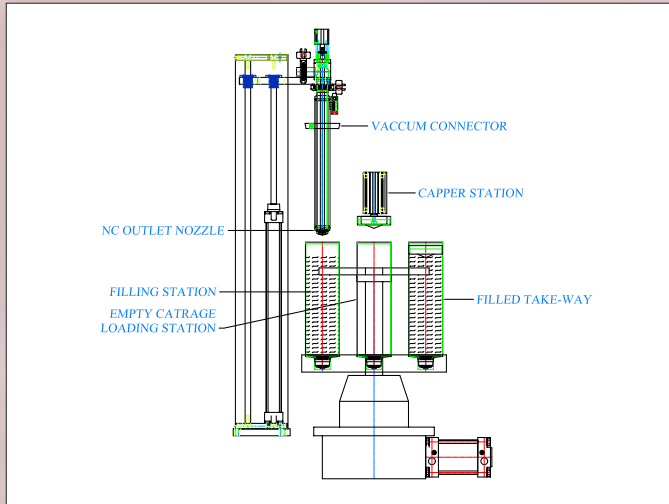 VACCUM CONNECTOR
CAPPER STATION
NC OUTLET NOZZLE
FILLING STATION
FILLED TAKE-WAY
EMPTY CATRAGE
LOADING STATION